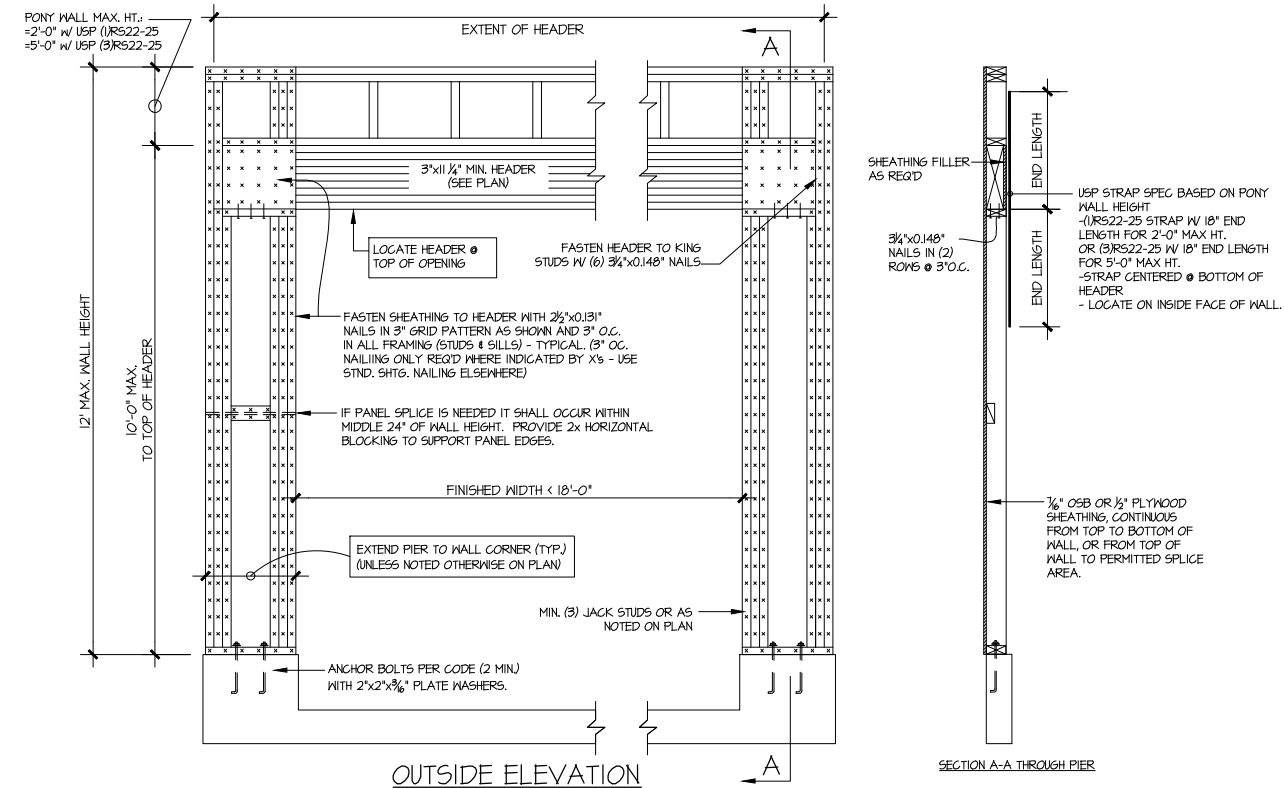 PONY WALL MAX. HT.:
=2'-0" W/ USP (1)RS22-25
=5'-0" W/ USP (3)RS22-25
EXTENT OF HEADER
A
3"x11 1/4" MIN. HEADER
(SEE PLAN)
LOCATE HEADER @
TOP OF OPENING
FASTEN HEADER TO KING
STUDS W/ (6) 3 1/4"x0.148" NAILS
FASTEN SHEATHING TO HEADER WITH 2 1/2"x0.131"
NAILS IN 3" GRID PATTERN AS SHOWN AND 3" O.C.
IN ALL FRAMING (STUDS & SILLS) - TYPICAL. (3" OC.
NAILIING ONLY REQ'D WHERE INDICATED BY X's - USE
STND. SHTG. NAILING ELSEWHERE)
12' MAX. WALL HEIGHT
10'-0" MAX.
TO TOP OF HEADER
IF PANEL SPLICE IS NEEDED IT SHALL OCCUR WITHIN
MIDDLE 24" OF WALL HEIGHT. PROVIDE 2x HORIZONTAL
BLOCKING TO SUPPORT PANEL EDGES.
FINISHED WIDTH < 18'-0"
EXTEND PIER TO WALL CORNER (TYP.)
(UNLESS NOTED OTHERWISE ON PLAN)
MIN. (3) JACK STUDS OR AS
NOTED ON PLAN
ANCHOR BOLTS PER CODE (2 MIN.)
WITH 2"x2"x3/16" PLATE WASHERS.
A
OUTSIDE ELEVATION
SHEATHING FILLER
AS REQ'D
END LENGTH
END LENGTH
3 1/4"x0.148"
NAILS IN (2)
ROWS @ 3"O.C.
USP STRAP SPEC BASED ON PONY
WALL HEIGHT
-(1)RS22-25 STRAP W/ 18" END
LENGTH FOR 2'-0" MAX HT.
OR (3)RS22-25 W/ 18" END LENGTH
FOR 5'-0" MAX HT.
-STRAP CENTERED @ BOTTOM OF
HEADER
- LOCATE ON INSIDE FACE OF WALL.
7/16" OSB OR 1/2" PLYWOOD
SHEATHING, CONTINUOUS
FROM TOP TO BOTTOM OF
WALL, OR FROM TOP OF
WALL TO PERMITTED SPLICE
AREA.
SECTION A-A THROUGH PIER